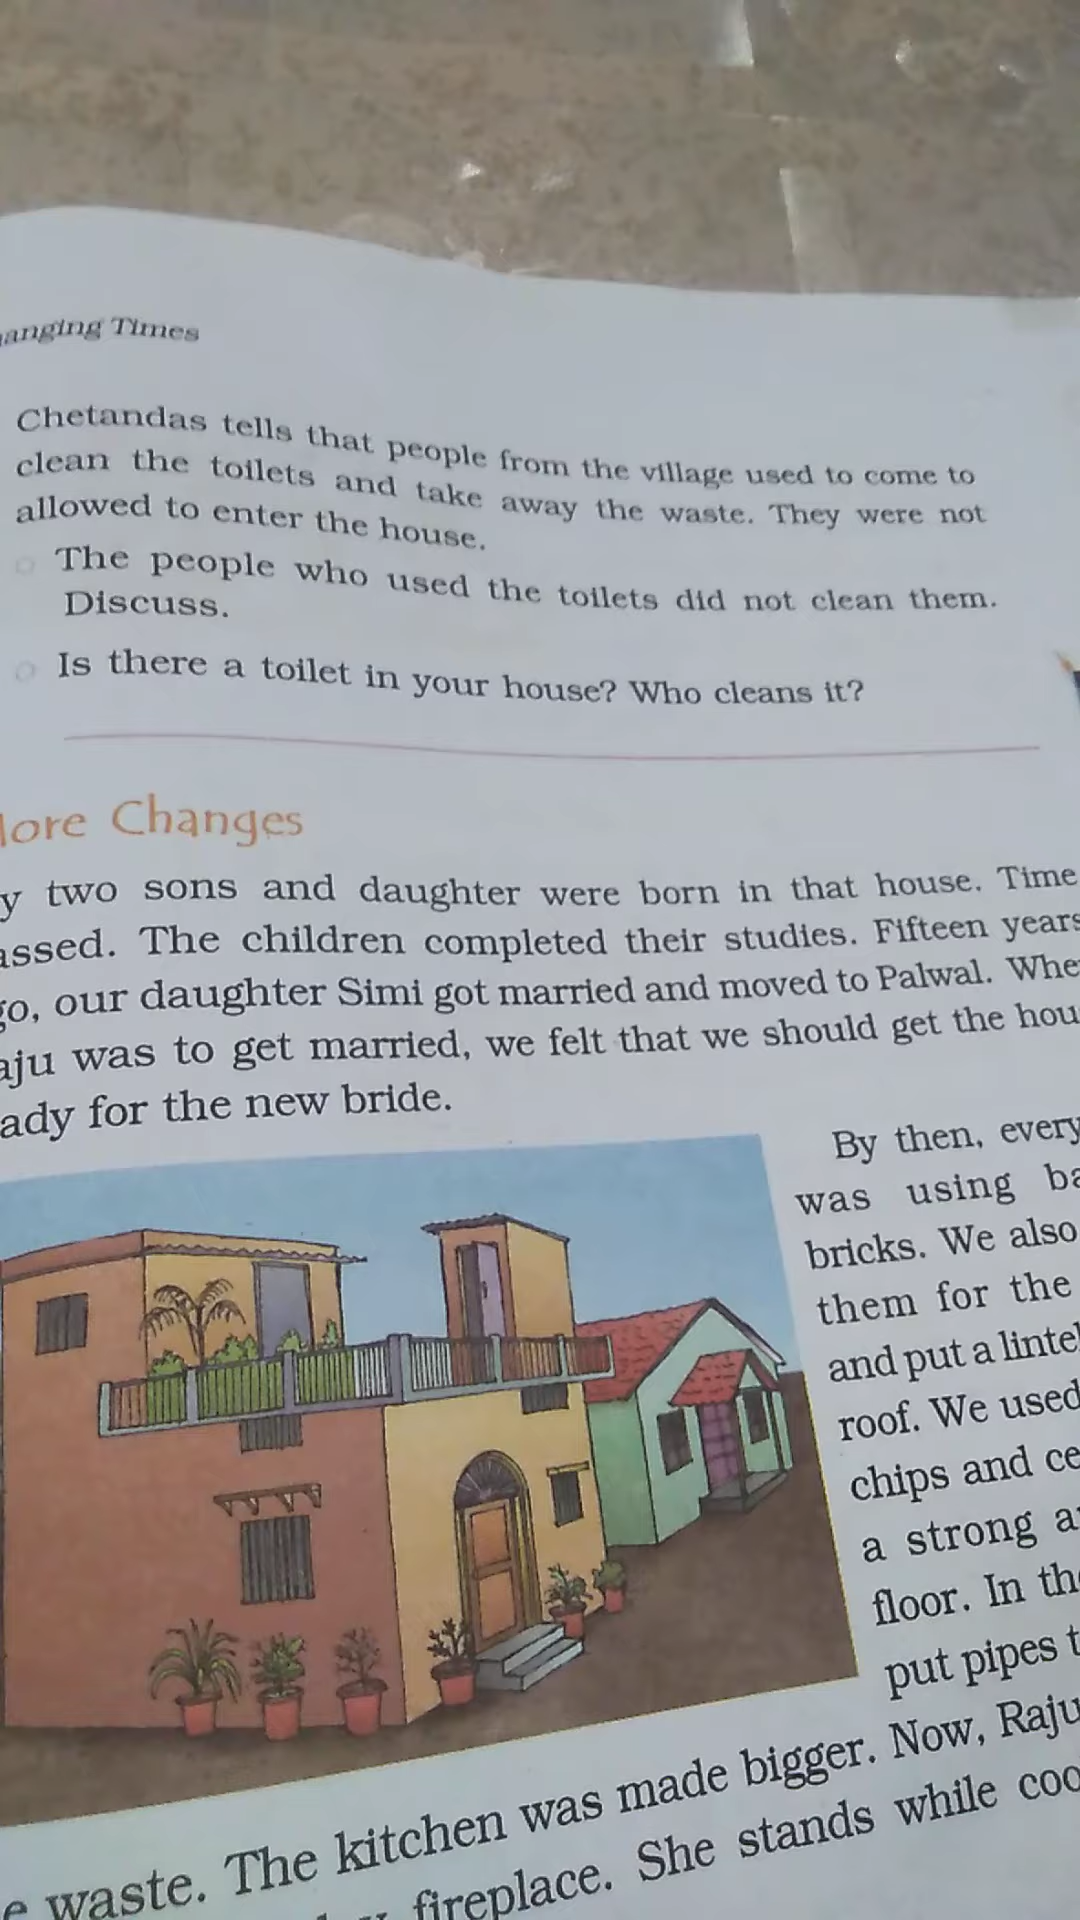 anging Times
Chetandas tells that people from the village used to come to
clean the toilets and take away the waste. They were not
allowed to enter the house.
The people who used the toilets did not clean them.
Discuss.
Is there a toilet in your house? Who cleans it?
ore Changes
y two sons and daughter were born in that house. Time
assed. The children completed their studies. Fifteen years
go, our daughter Simi got married and moved to Palwal. Whe
aju was to get married, we felt that we should get the hou
ady for the new bride.
By then, every
was using ba
bricks. We also
them for the
and put a lintel
roof. We used
chips and ce
a strong a
floor. In the
put pipes t
e waste. The kitchen was made bigger. Now, Raju
fireplace. She stands while coo